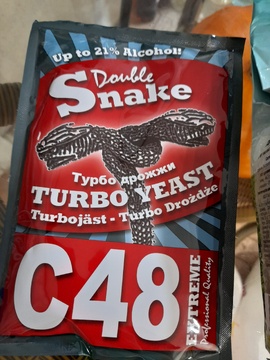 Up to 21% Alcohol!
Double
Snake
Турбо дрожжи
TURBO YEAST
Turbojäst - Turbo Drożdże
C48
EXTREME
Professional Quality